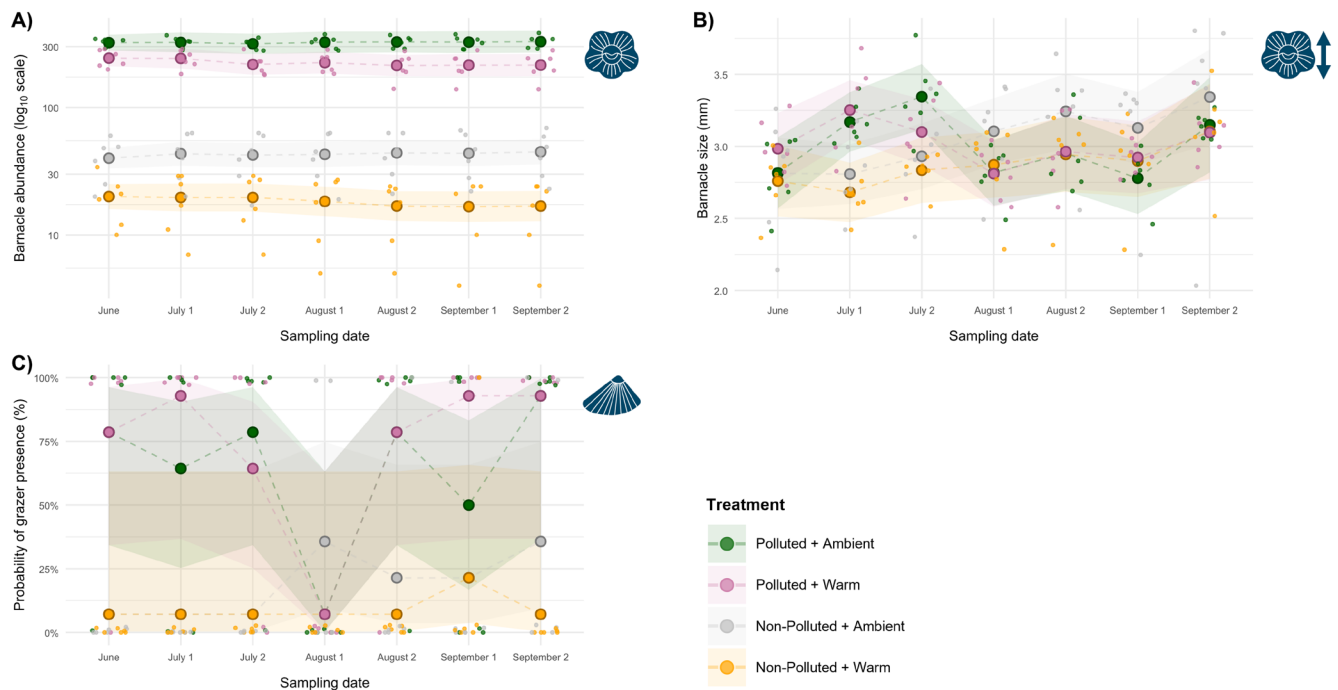 A)
Barnacle abundance (log10 scale)
300
100
30
10
June July 1 July 2 August 1 August 2 September 1 September 2
Sampling date
B)
Barnacle size (mm)
3.5
3.0
2.5
2.0
June July 1 July 2 August 1 August 2 September 1 September 2
Sampling date
C)
Probability of grazer presence (%)
100%
75%
50%
25%
0%
June July 1 July 2 August 1 August 2 September 1 September 2
Sampling date
Treatment
Polluted + Ambient
Polluted + Warm
Non-Polluted + Ambient
Non-Polluted + Warm